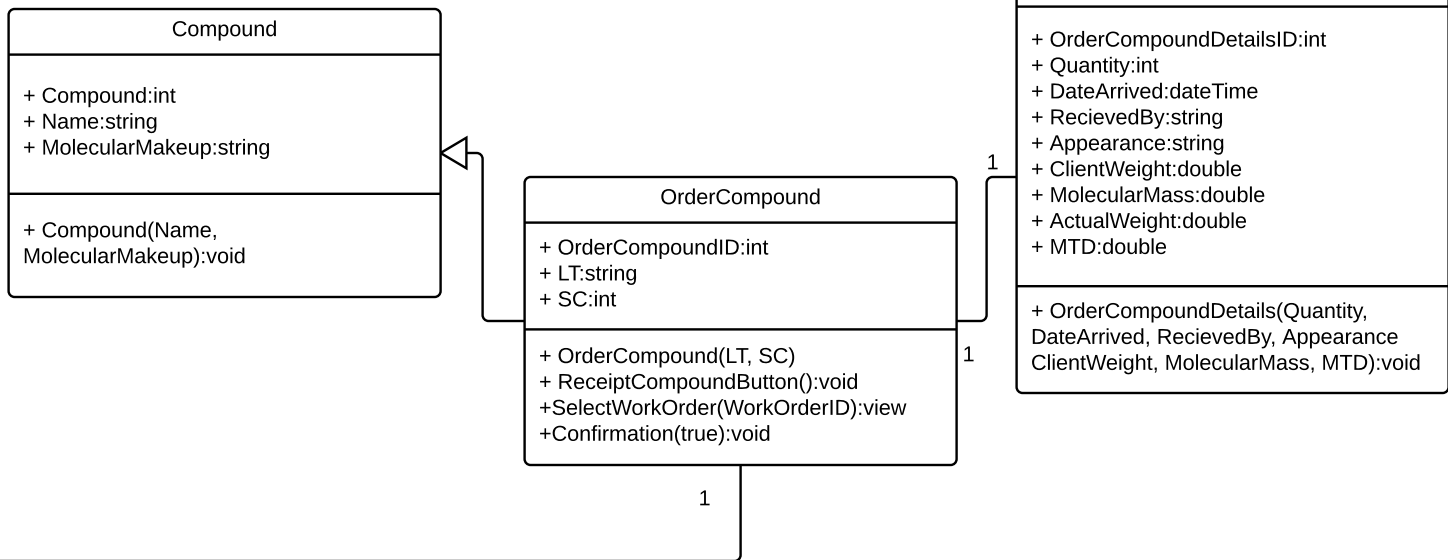 Compound
+ Compound:int
+ Name:string
+ MolecularMakeup:string
+ Compound(Name,
MolecularMakeup):void
OrderCompound
+ OrderCompoundID:int
+ LT:string
+ SC:int
+ OrderCompound(LT, SC)
+ ReceiptCompoundButton():void
+SelectWorkOrder(WorkOrderID):view
+Confirmation(true):void
1
1
1
+ OrderCompoundDetailsID:int
+ Quantity:int
+ DateArrived:dateTime
+ RecievedBy:string
+ Appearance:string
+ ClientWeight:double
+ MolecularMass:double
+ ActualWeight:double
+ MTD:double
+ OrderCompoundDetails(Quantity,
DateArrived, RecievedBy, Appearance
ClientWeight, MolecularMass, MTD):void